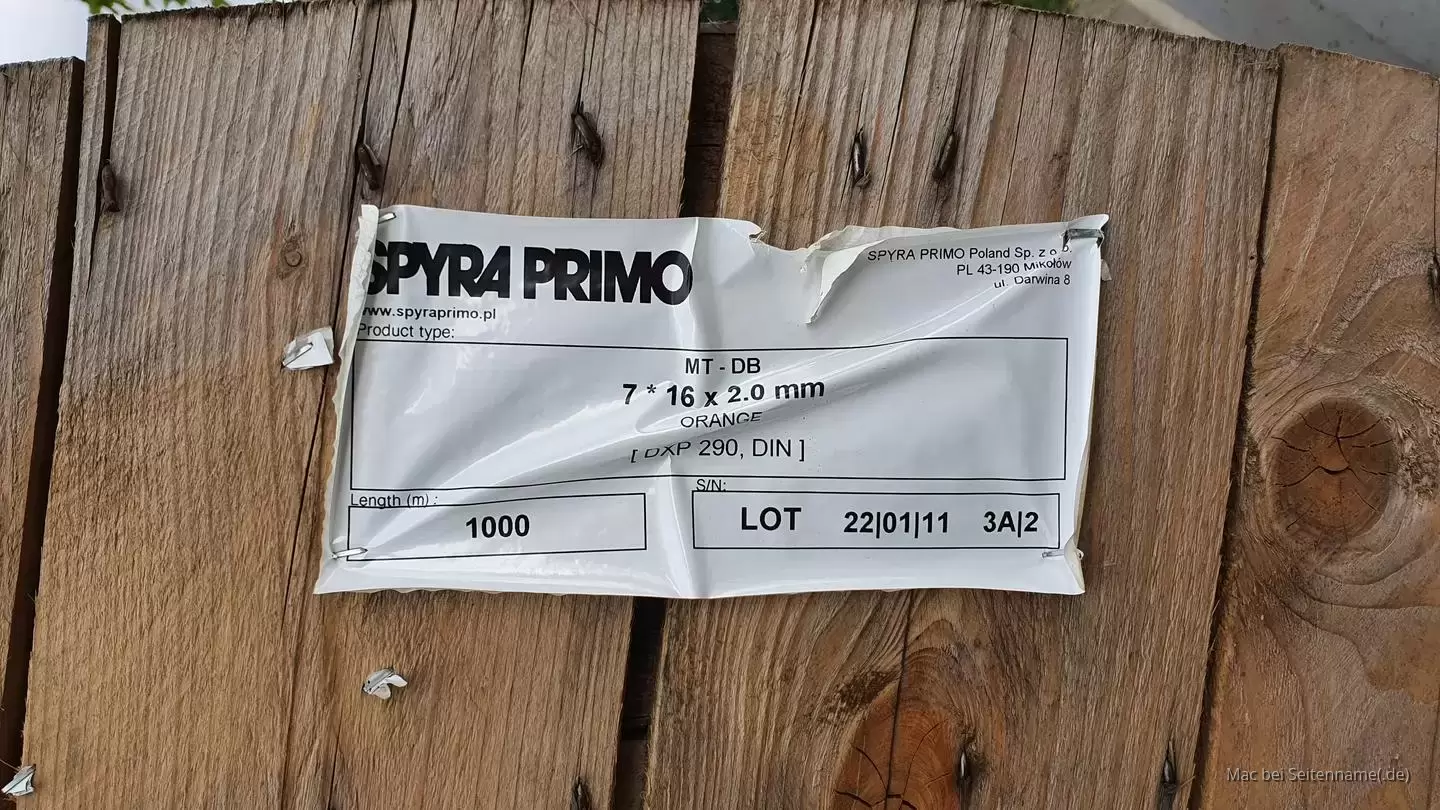 SPYRA PRIMO
www.spyraprimo.pl
SPYRA PRIMO Poland Sp. z o.o.
PL 43-190 Mikołów
ul. Darwina 8
Product type:
MT - DB
7 * 16 x 2.0 mm
ORANGE
[ DXP 290, DIN ]
Length (m) :
1000
S/N:
LOT 22|01|11 3A|2
Mac bei Seitenname(.de)